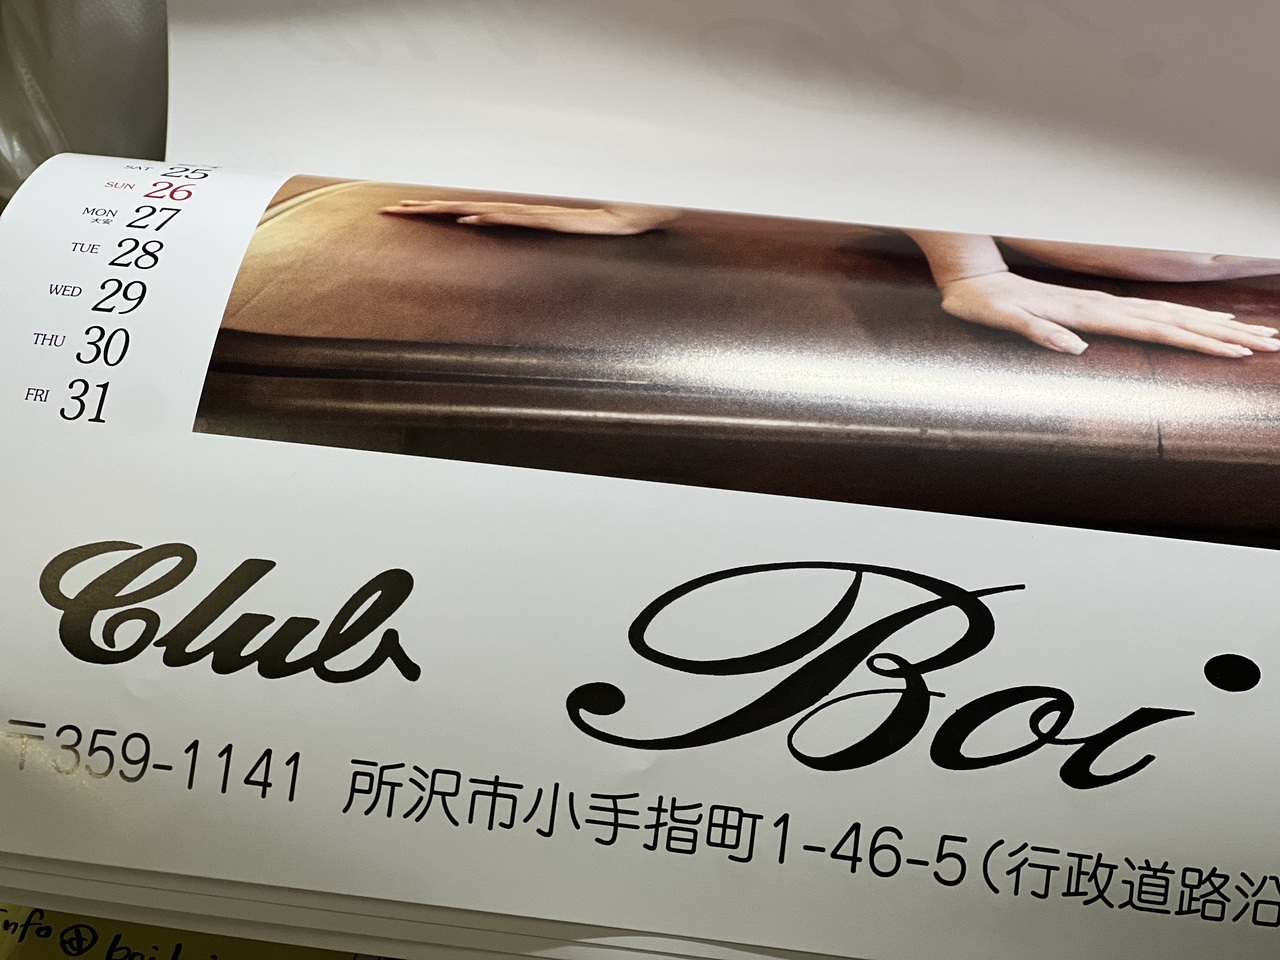 SAT 25
SUN 26
MON 27
大安
TUE 28
WED 29
THU 30
FRI 31
Club Boi
〒359-1141 所沢市小手指町1-46-5(行政道路沿
Info @